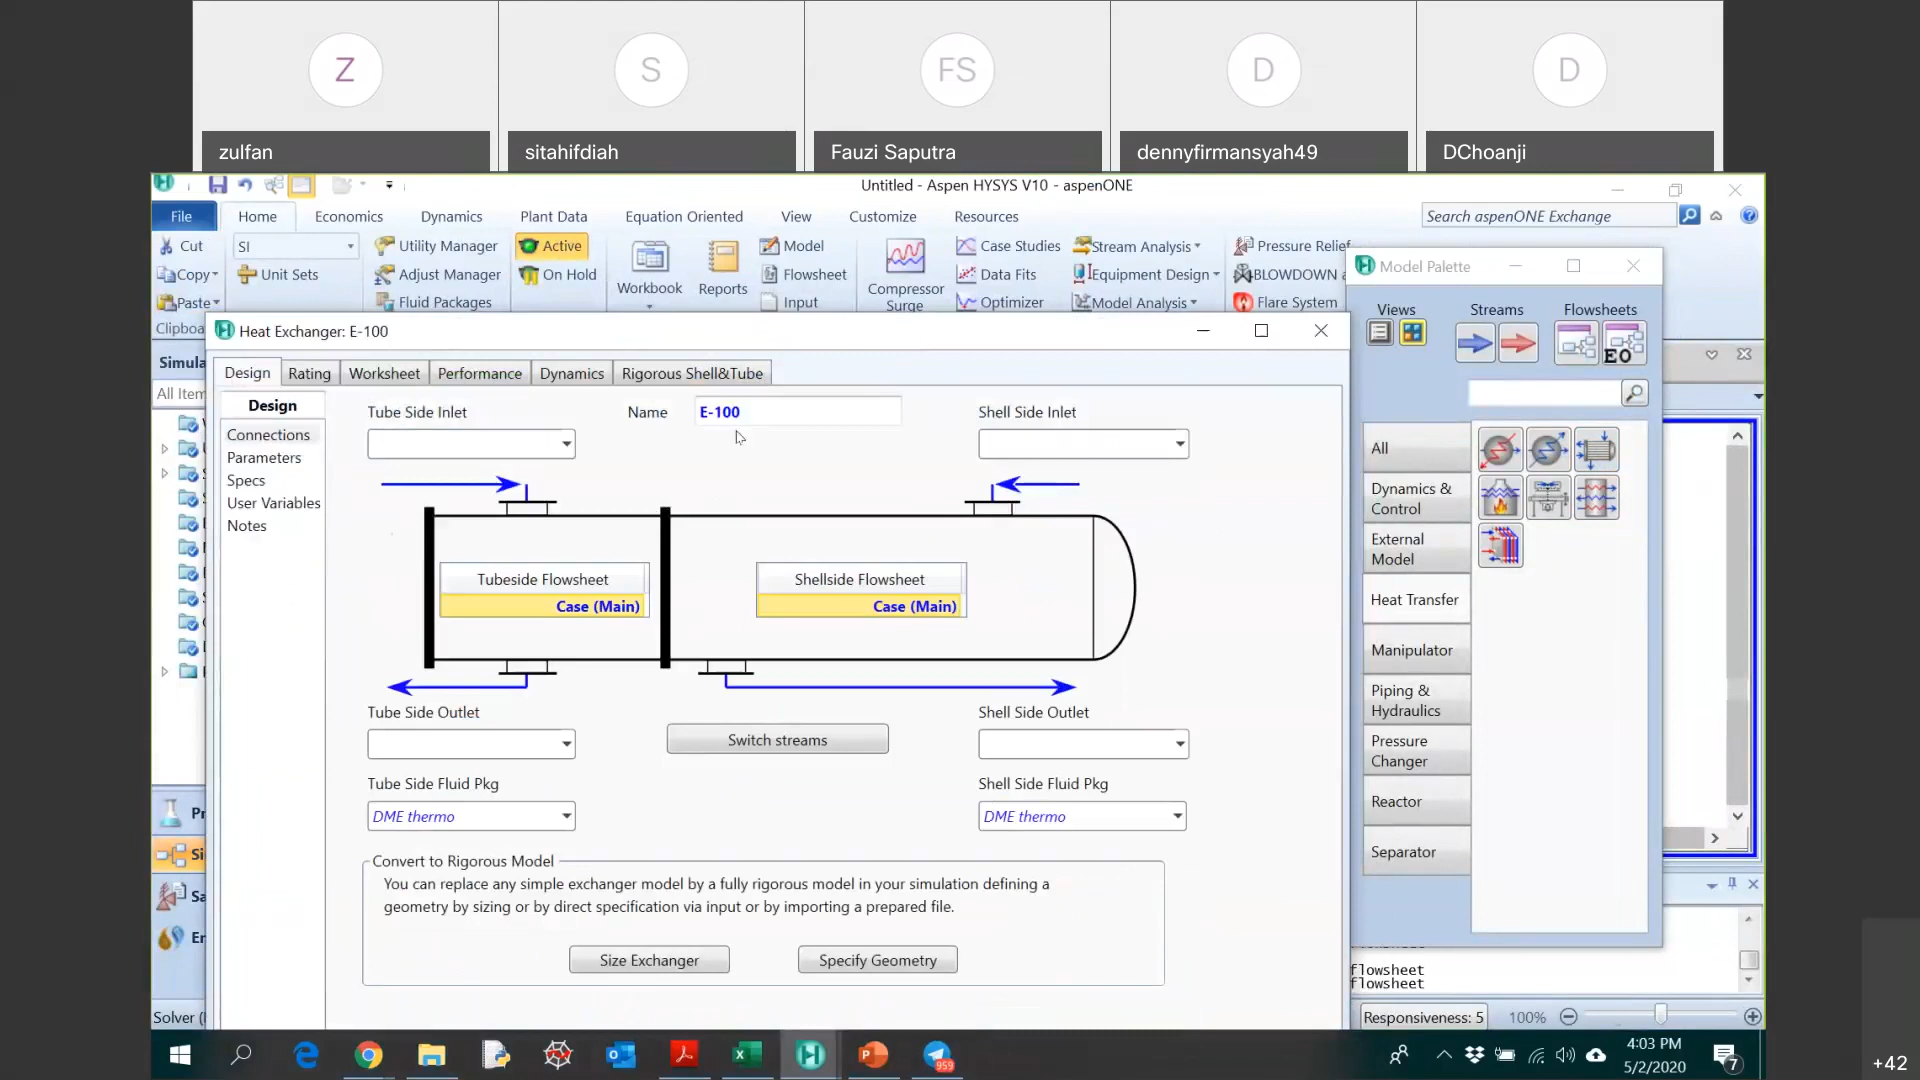 Z
S
FS
D
D
zulfan
sitahifdiah
Fauzi Saputra
dennyfirmansyah49
DChoanji
Untitled - Aspen HYSYS V10 - aspenONE
File
Home
Economics
Dynamics
Plant Data
Equation Oriented
View
Customize
Resources
Search aspenONE Exchange
Cut
SI
Utility Manager
Active
Model
Case Studies
Stream Analysis
Pressure Relief
Copy
Unit Sets
Adjust Manager
On Hold
Workbook
Reports
Flowsheet
Compressor
Surge
Data Fits
Equipment Design
BLOWDOWN
Paste
Fluid Packages
Input
Optimizer
Model Analysis
Flare System
Model Palette
Views
Streams
Flowsheets
EO
Heat Exchanger: E-100
Design
Rating
Worksheet
Performance
Dynamics
Rigorous Shell&Tube
Design
Connections
Parameters
Specs
User Variables
Notes
Tube Side Inlet
Name
E-100
Shell Side Inlet
Tubeside Flowsheet
Case (Main)
Shellside Flowsheet
Case (Main)
Tube Side Outlet
Switch streams
Shell Side Outlet
Tube Side Fluid Pkg
DME thermo
Shell Side Fluid Pkg
DME thermo
Convert to Rigorous Model
You can replace any simple exchanger model by a fully rigorous model in your simulation defining a
geometry by sizing or by direct specification via input or by importing a prepared file.
Size Exchanger
Specify Geometry
All
Dynamics &
Control
External
Model
Heat Transfer
Manipulator
Piping &
Hydraulics
Pressure
Changer
Reactor
Separator
flowsheet
flowsheet
Responsiveness: 5
100%
959
4:03 PM
5/2/2020
7
+42